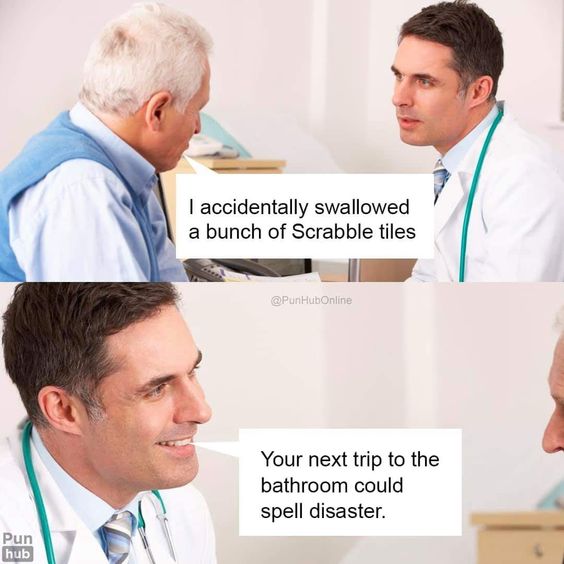 I accidentally swallowed
a bunch of Scrabble tiles
@PunHubOnline
Your next trip to the
bathroom could
spell disaster.
Pun
hub